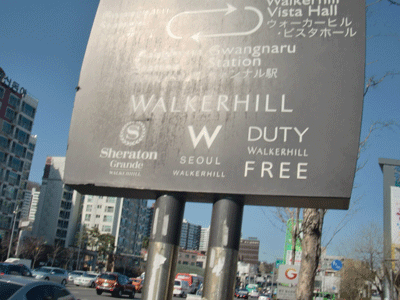 Walkerhill
Vista Hall
ウォーカーヒル
・ビスタホール
Gwangnaru
Station
WALKERHILL
Sheraton
Grande
WALKERHILL
W
SEOUL
WALKERHILL
DUTY
WALKERHILL
FREE
G